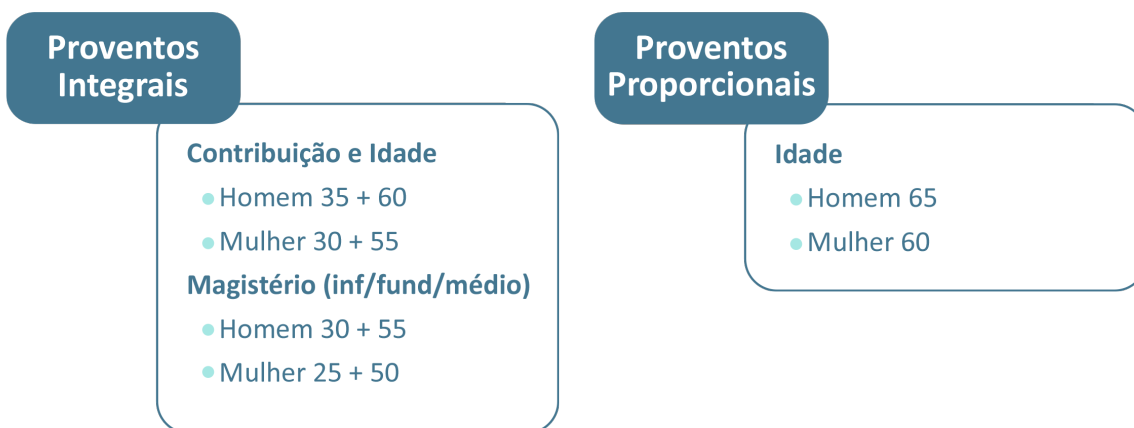 Proventos
Integrais
Contribuição e Idade
Homem 35 + 60
Mulher 30 + 55
Magistério (inf/fund/médio)
Homem 30 + 55
Mulher 25 + 50
Proventos
Proporcionais
Idade
Homem 65
Mulher 60